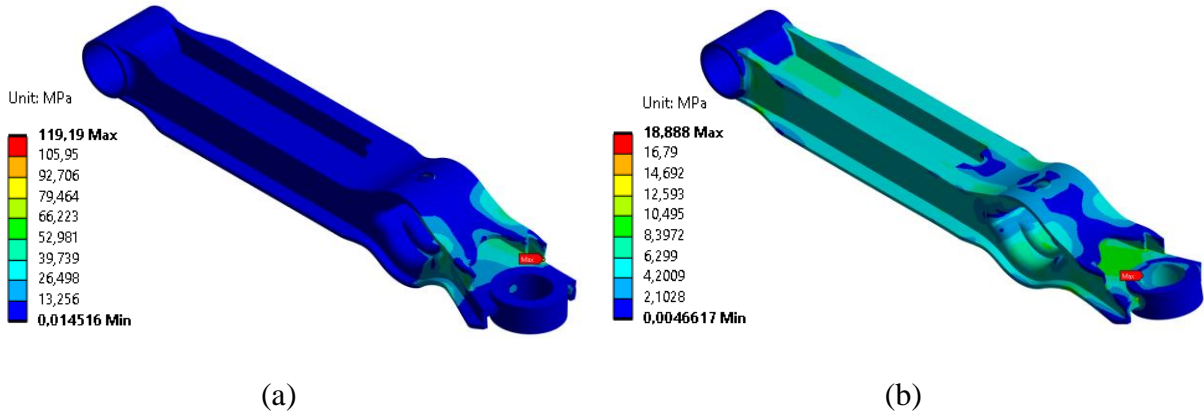 Unit: MPa
119,19 Max
105,95
92,706
79,464
66,223
52,981
39,739
26,498
13,256
0,014516 Min
Max
(a)
Unit: MPa
18,888 Max
16,79
14,692
12,593
10,495
8,3972
6,299
4,2009
2,1028
0,0046617 Min
Max
(b)